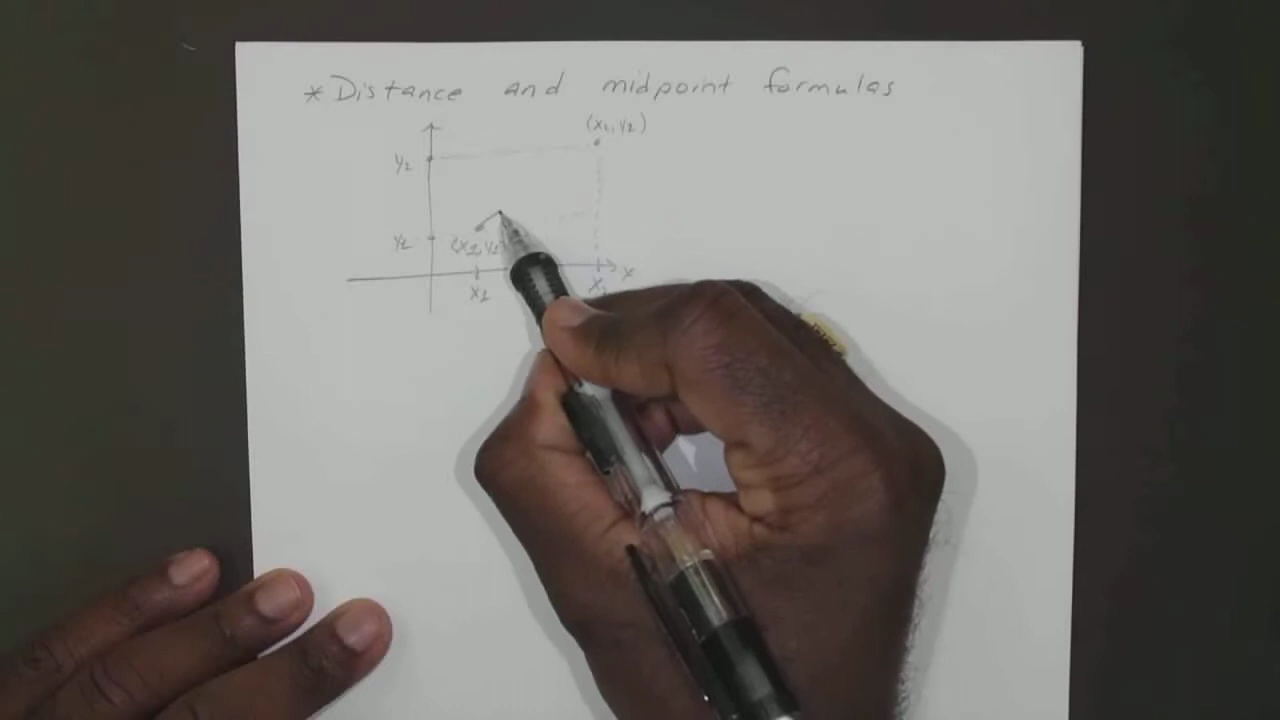 *Distance and midpoint formulas
(x₂, y₂)
y₂
y₂
x
x₁